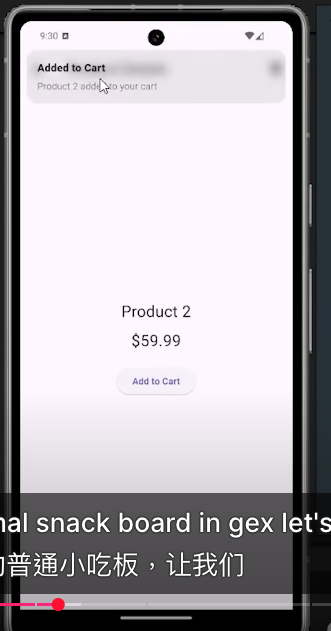 9:30
Added to Cart
Product 2 added to your cart
Product 2
$59.99
Add to Cart
nal snack board in gex let's
普通小吃板，让我们